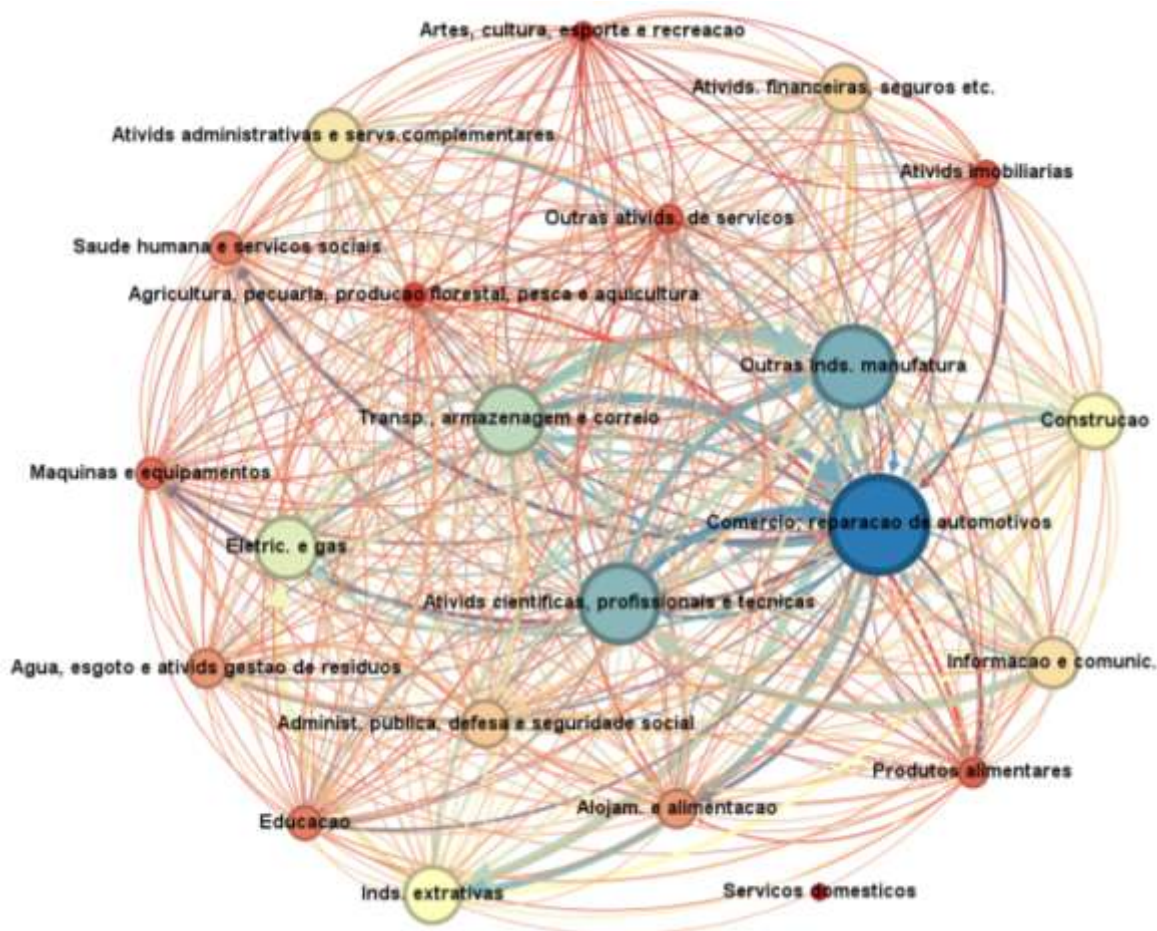 Artes, cultura, esporte e recreacao
Ativids. financeiras, seguros etc.
Ativids administrativas e servs.complementares
Ativids imobiliarias
Outras ativids. de servicos
Saude humana e servicos sociais
Agricultura, pecuaria, producao florestal, pesca e aquicultura
Outras inds. manufatura
Transp., armazenagem e correio
Construcao
Maquinas e equipamentos
Comercio; reparacao de automotivos
Eletric. e gas
Ativids cientificas, profissionais e tecnicas
Agua, esgoto e ativids gestao de residuos
Informacao e comunic.
Administ. publica, defesa e seguridade social
Produtos alimentares
Alojam. e alimentacao
Educacao
Inds. extrativas
Servicos domesticos